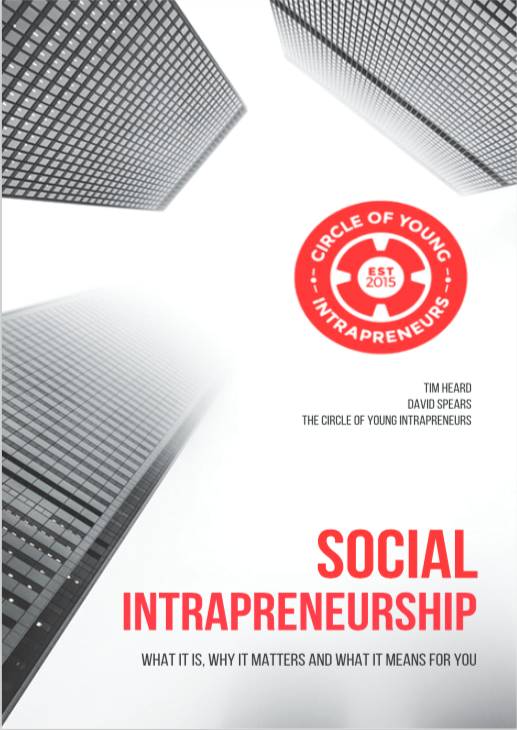 CIRCLE OF YOUNG
EST
2015
INTRAPRENEURS
TIM HEARD
DAVID SPEARS
THE CIRCLE OF YOUNG INTRAPRENEURS
SOCIAL
INTRAPRENEURSHIP
WHAT IT IS, WHY IT MATTERS AND WHAT IT MEANS FOR YOU